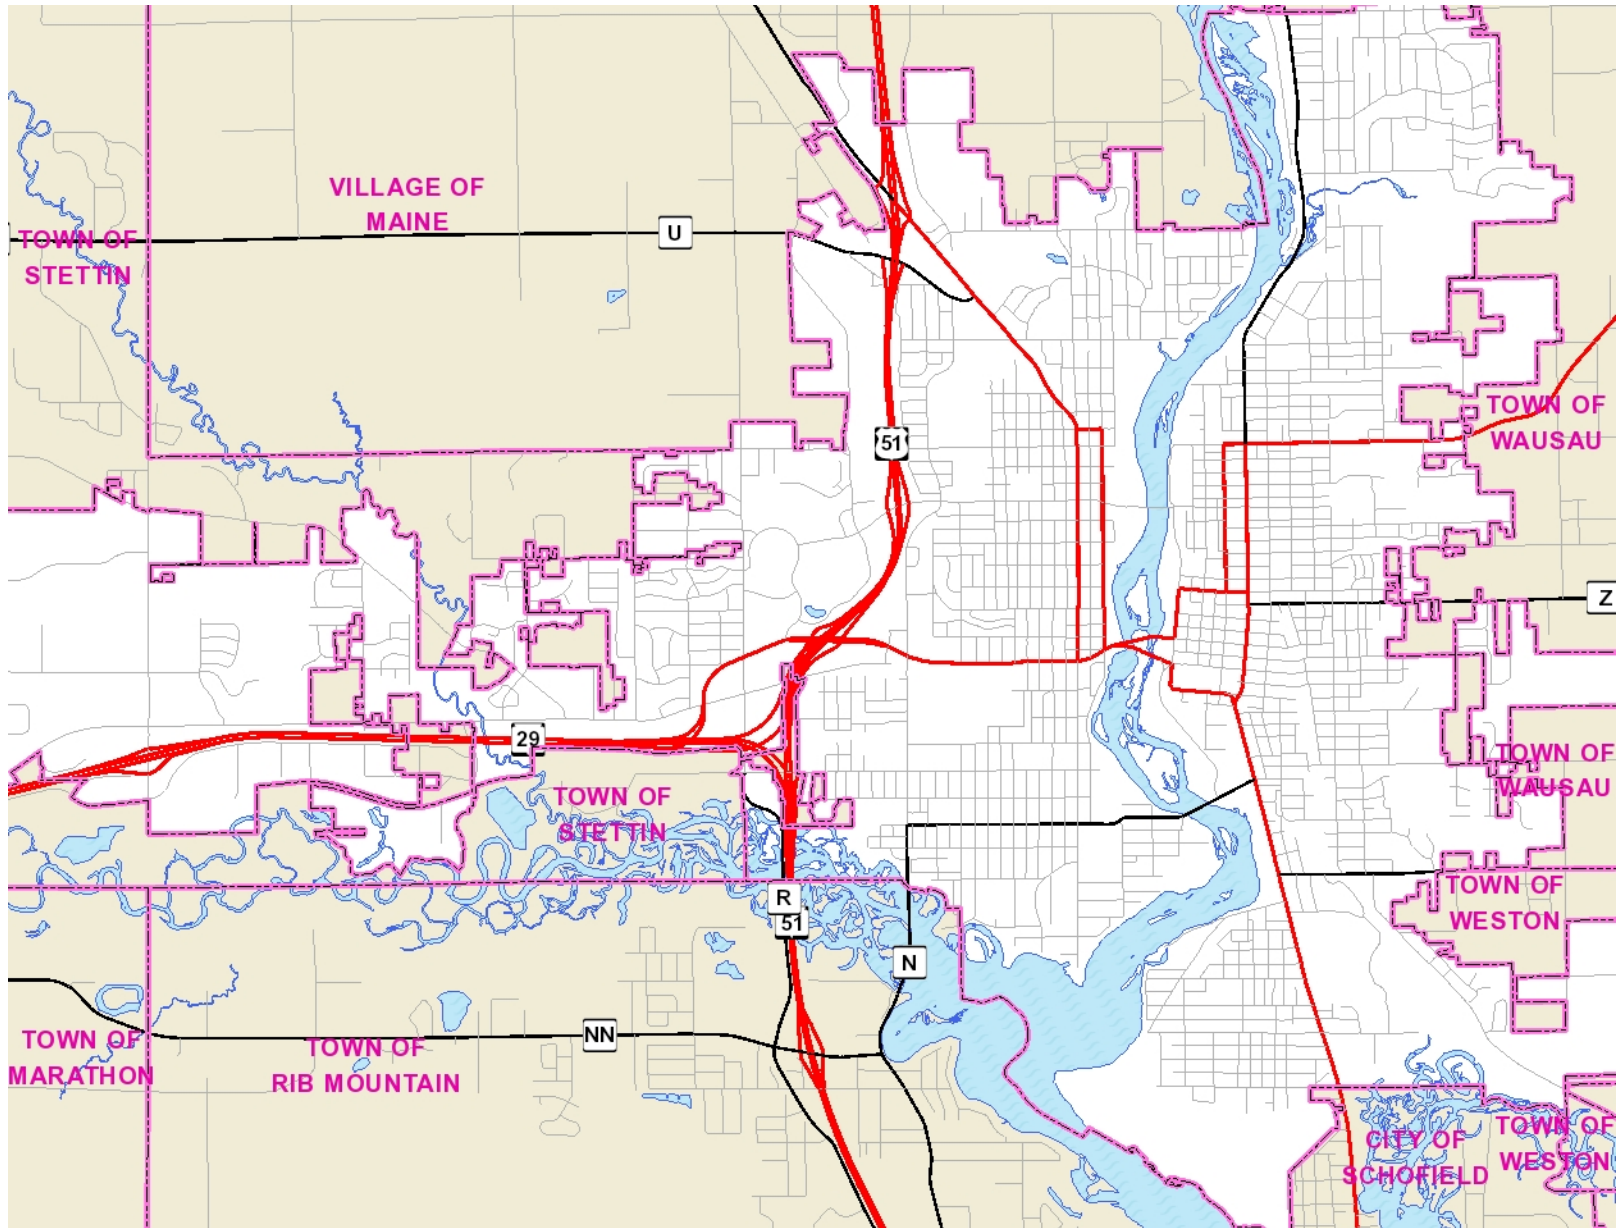 VILLAGE OF
MAINE
U
TOWN OF
STETTIN
51
TOWN OF
WAUSAU
Z
29
TOWN OF
STETTIN
TOWN OF
WAUSAU
R
51
TOWN OF
WESTON
N
NN
TOWN OF
MARATHON
TOWN OF
RIB MOUNTAIN
CITY OF
SCHOFIELD
TOWN OF
WESTON